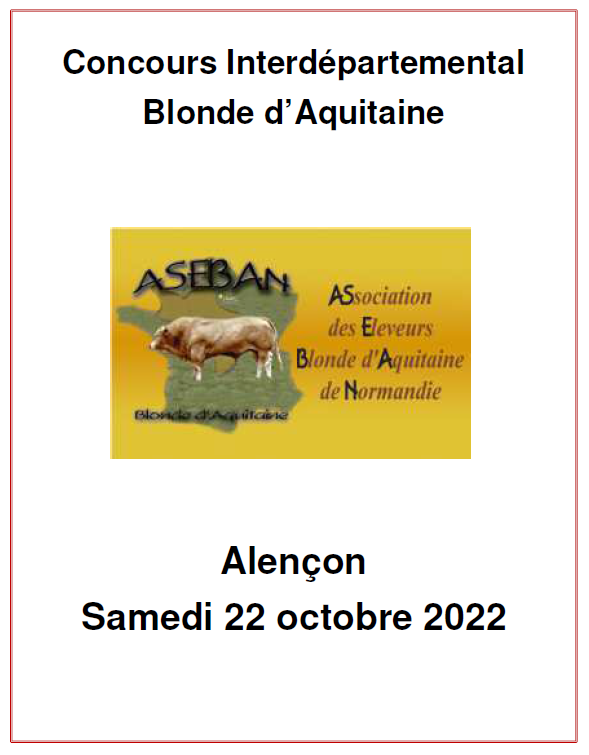 Concours Interdépartemental
Blonde d'Aquitaine
ASEBAN
ASsociation
des Eleveurs
Blonde d'Aquitaine
de Normandie
Blonde d'Aquitaine
Alençon
Samedi 22 octobre 2022